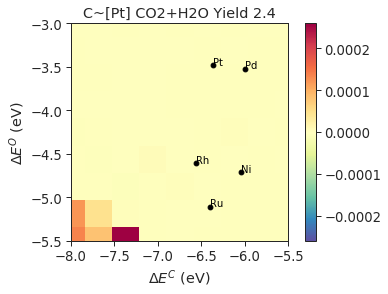 C~[Pt] CO2+H2O Yield 2.4
−3.0
−3.5
−4.0
−4.5
−5.0
−5.5
ΔE^O (eV)
Pt
Pd
Rh
Ni
Ru
−8.0 −7.5 −7.0 −6.5 −6.0 −5.5
ΔE^C (eV)
0.0002
0.0001
0.0000
−0.0001
−0.0002